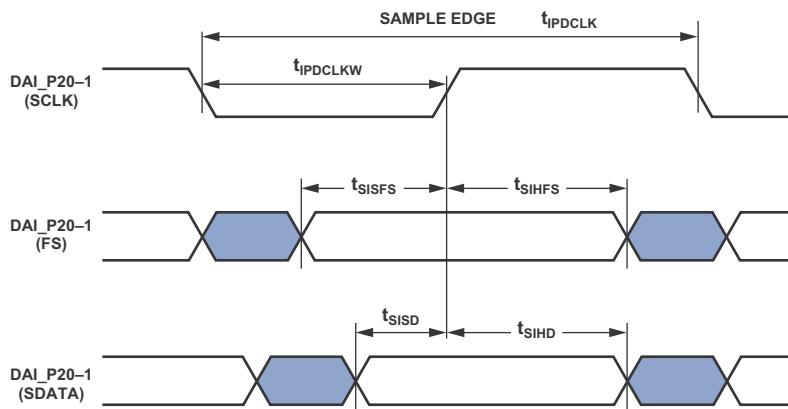 SAMPLE EDGE
tIPDCLK
tIPDCLKW
DAI_P20–1
(SCLK)
tSISFS
tSIHFS
DAI_P20–1
(FS)
tSISD
tSIHD
DAI_P20–1
(SDATA)